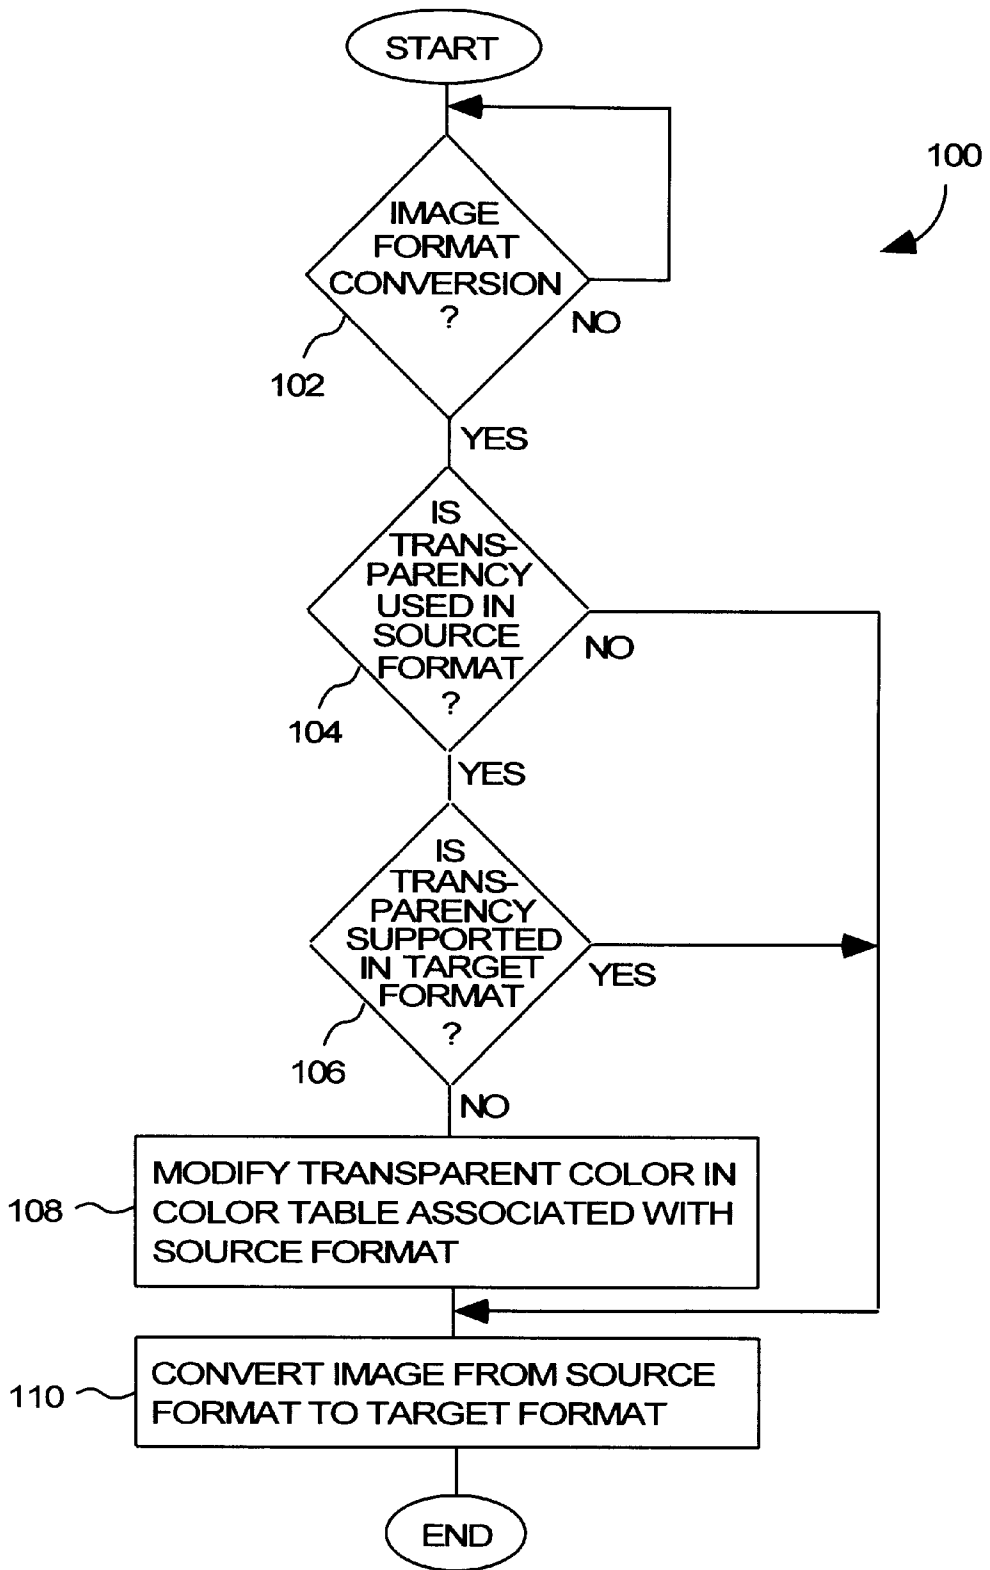 START
100
IMAGE
FORMAT
CONVERSION
?
NO
102
YES
IS
TRANS-
PARENCY
USED IN
SOURCE
FORMAT
?
NO
104
YES
IS
TRANS-
PARENCY
SUPPORTED
IN TARGET
FORMAT
?
YES
106
NO
108
MODIFY TRANSPARENT COLOR IN
COLOR TABLE ASSOCIATED WITH
SOURCE FORMAT
110
CONVERT IMAGE FROM SOURCE
FORMAT TO TARGET FORMAT
END